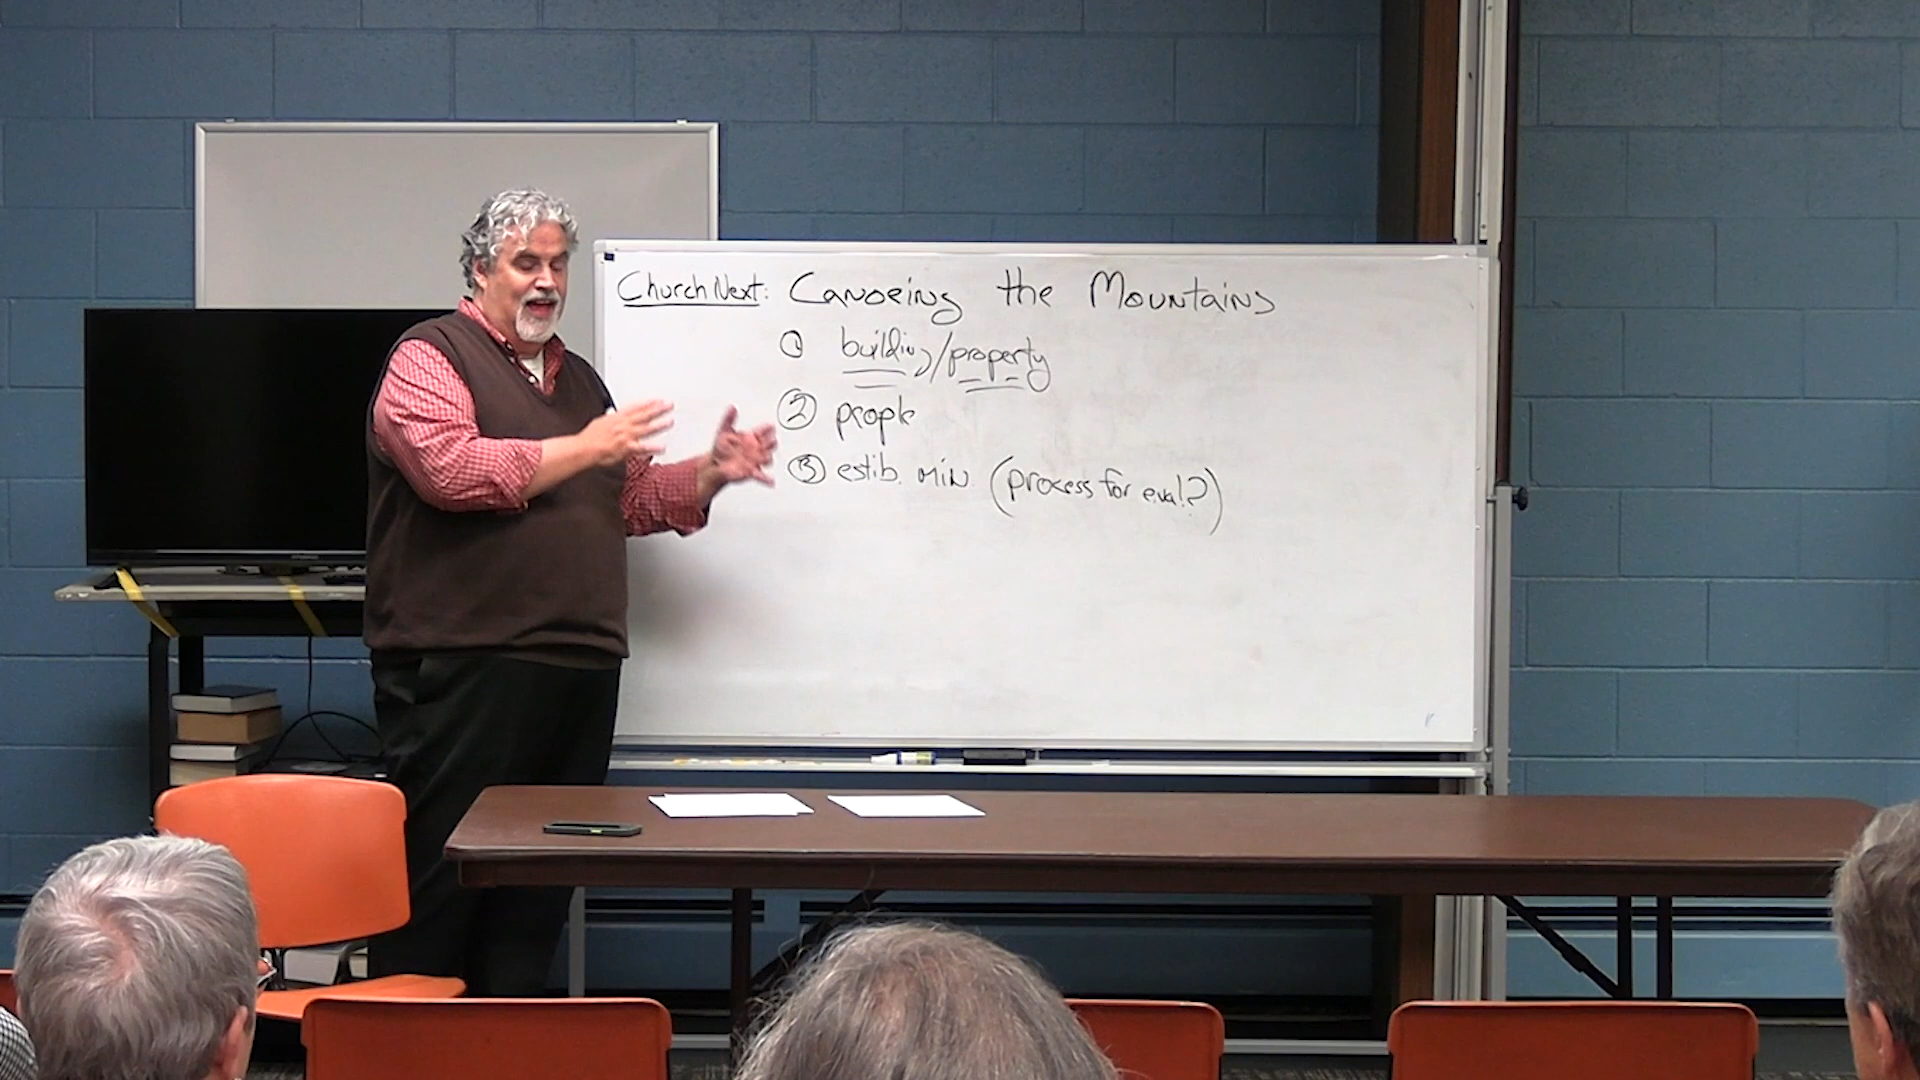 Church Next: Canoeing the Mountains
① building/property
② people
③ estib. min. (process for eval?)